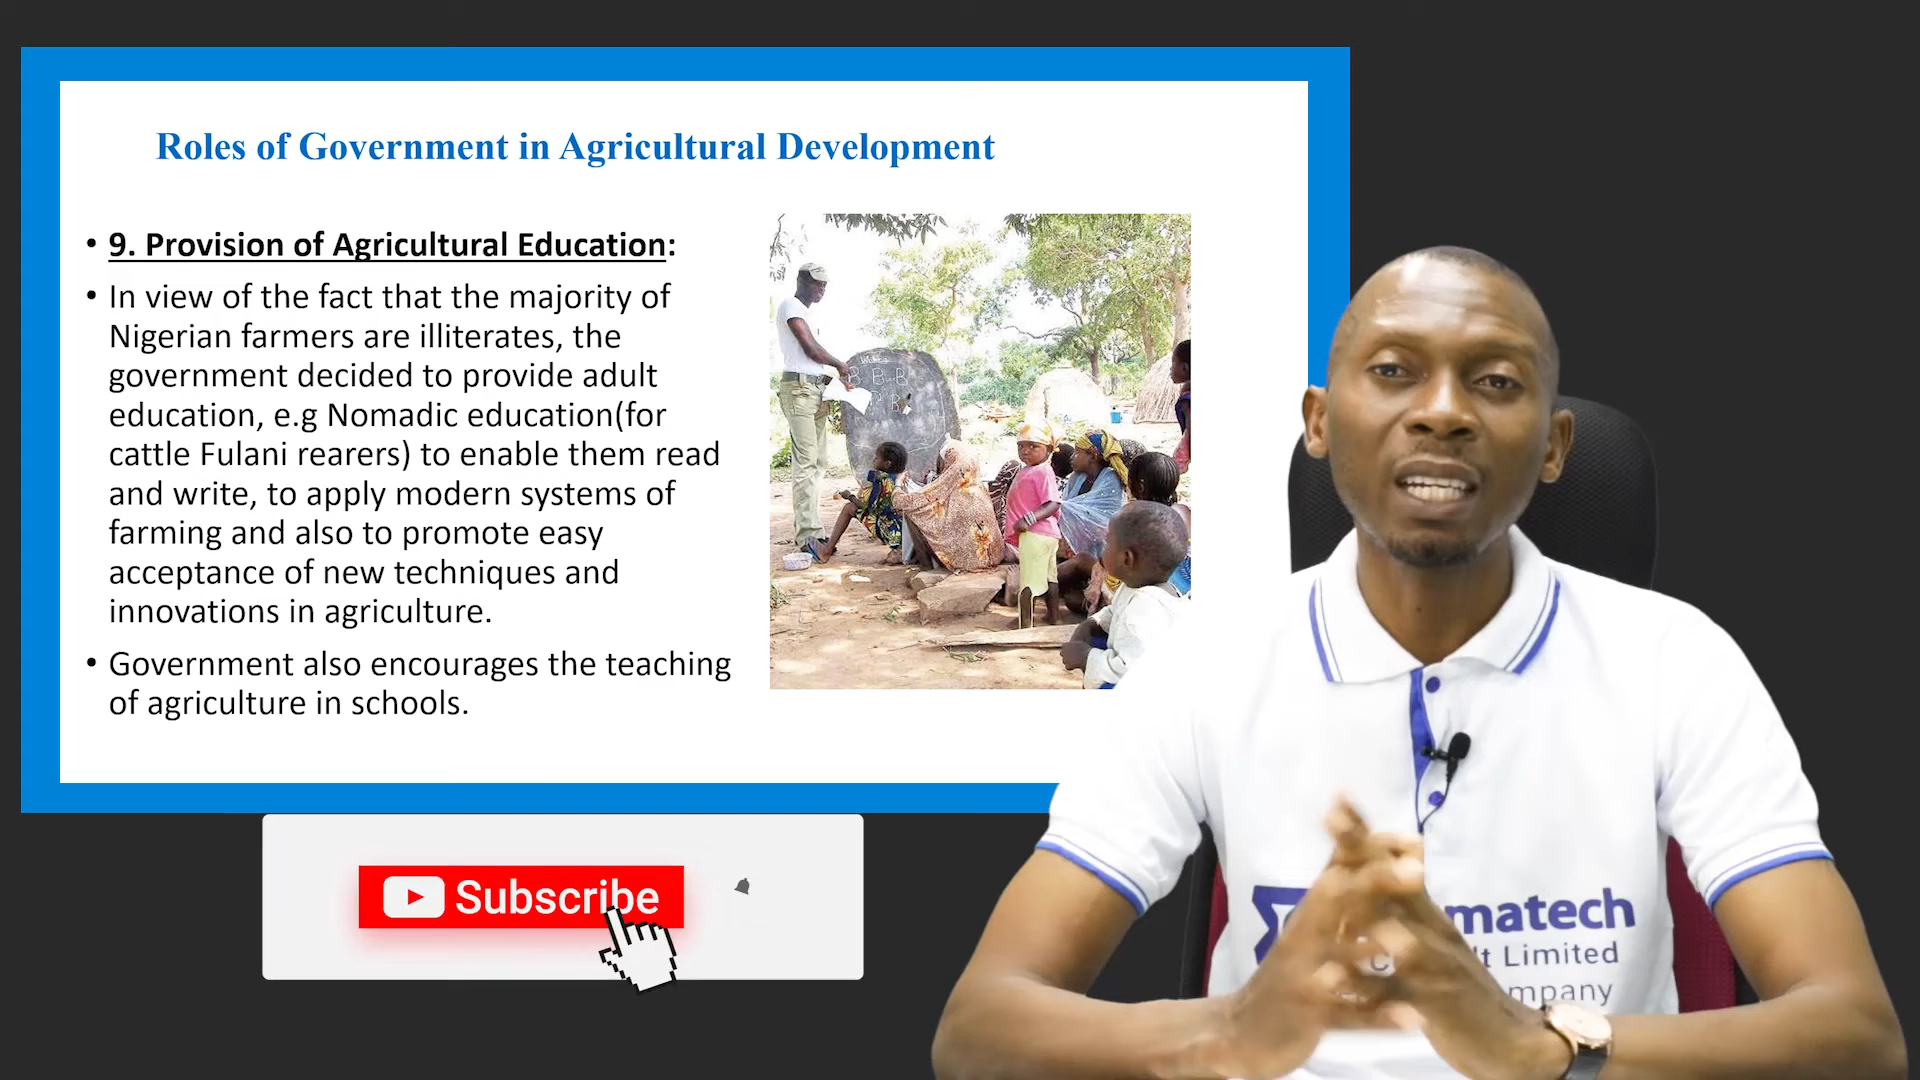 Roles of Government in Agricultural Development
• 9. Provision of Agricultural Education:
• In view of the fact that the majority of
Nigerian farmers are illiterates, the
government decided to provide adult
education, e.g Nomadic education(for
cattle Fulani rearers) to enable them read
and write, to apply modern systems of
farming and also to promote easy
acceptance of new techniques and
innovations in agriculture.
• Government also encourages the teaching
of agriculture in schools.
B B B
B
Subscribe
matech
lt Limited
mpany